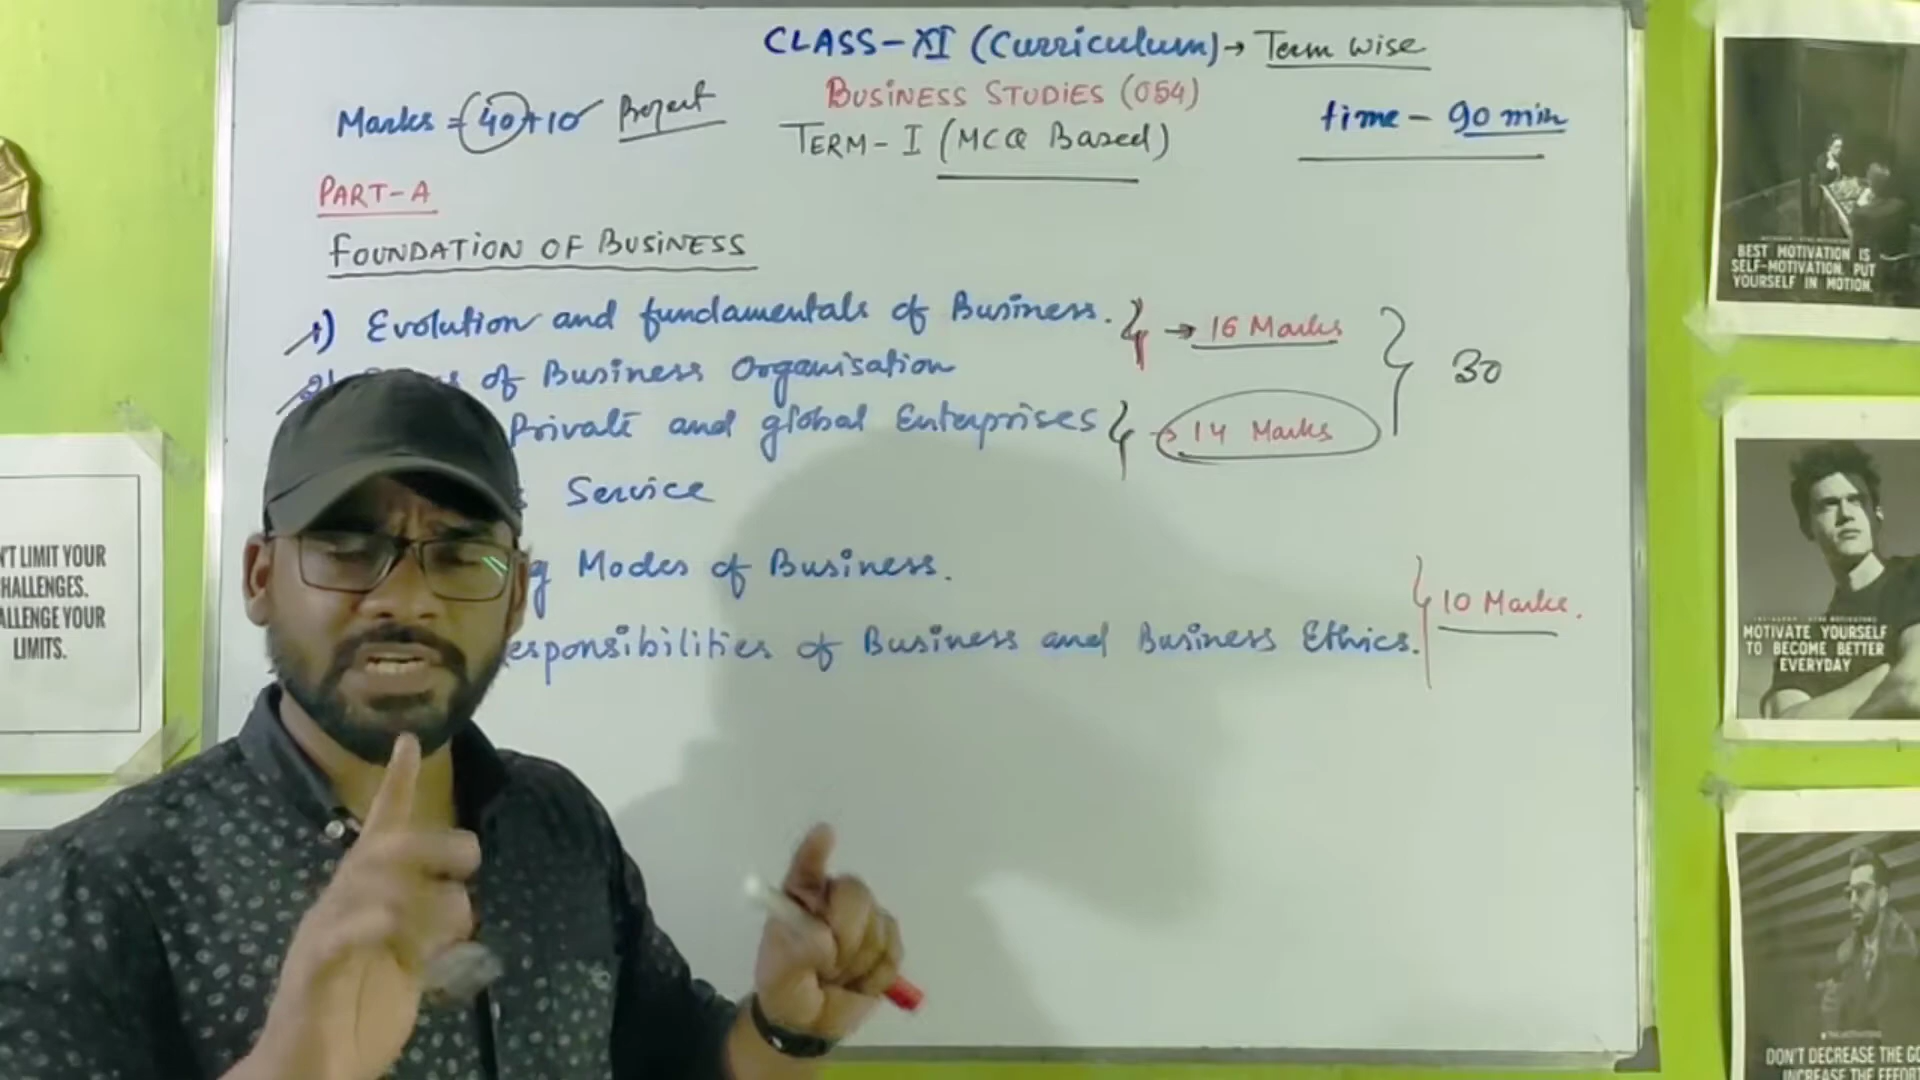 CLASS-XI (Curriculum) → Term wise
BUSINESS STUDIES (054)
Marks = 40+10 Project
time - 90 min
TERM-I (MCQ Based)
PART-A
FOUNDATION OF BUSINESS
1) Evolution and fundamentals of Business. → 16 Marks
of Business Organisation
30
Private and global Enterprises → 14 Marks
Service
Modes of Business.
10 Marks.
esponsibilities of Business and Business Ethics.
N'T LIMIT YOUR
HALLENGES.
ALLENGE YOUR
LIMITS.
BEST MOTIVATION IS
SELF-MOTIVATION. PUT
YOURSELF IN MOTION.
MOTIVATE YOURSELF
TO BECOME BETTER
EVERYDAY
DON'T DECREASE THE GO
INCREASE THE EFFORT